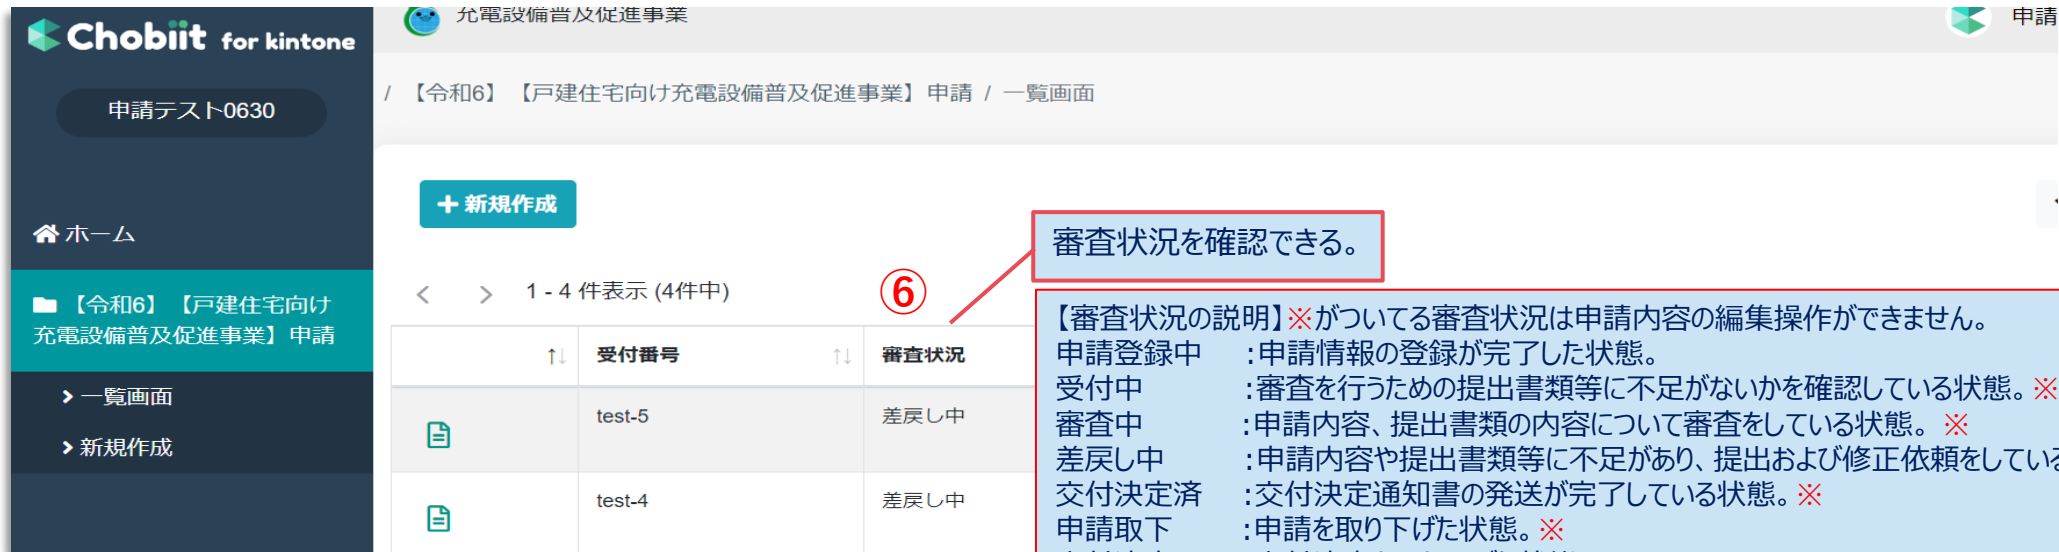 Chobiit for kintone
充電設備普及促進事業
申請
申請テスト0630
/ 【令和6】【戸建住宅向け充電設備普及促進事業】申請 / 一覧画面
+ 新規作成
ホーム
審査状況を確認できる。
< > 1 - 4 件表示 (4件中)
⑥
【令和6】【戸建住宅向け
充電設備普及促進事業】申請
一覧画面
新規作成
↑↓ 受付番号 ↑↓ 審査状況
test-5 差戻し中
test-4 差戻し中
【審査状況の説明】※がついてる審査状況は申請内容の編集操作ができません。
申請登録中 :申請情報の登録が完了した状態。
受付中 :審査を行うための提出書類等に不足がないかを確認している状態。※
審査中 :申請内容、提出書類の内容について審査をしている状態。※
差戻し中 :申請内容や提出書類等に不足があり、提出および修正依頼をしている
交付決定済 :交付決定通知書の発送が完了している状態。※
申請取下 :申請を取り下げた状態。※